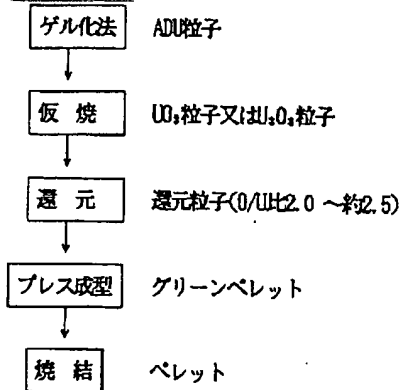 ゲル化法 ADU粒子
仮焼 UO₃粒子又はU₃O₈粒子
還元 還元粒子(O/U比2.0 ~約2.5)
プレス成型 グリーンペレット
焼結 ペレット